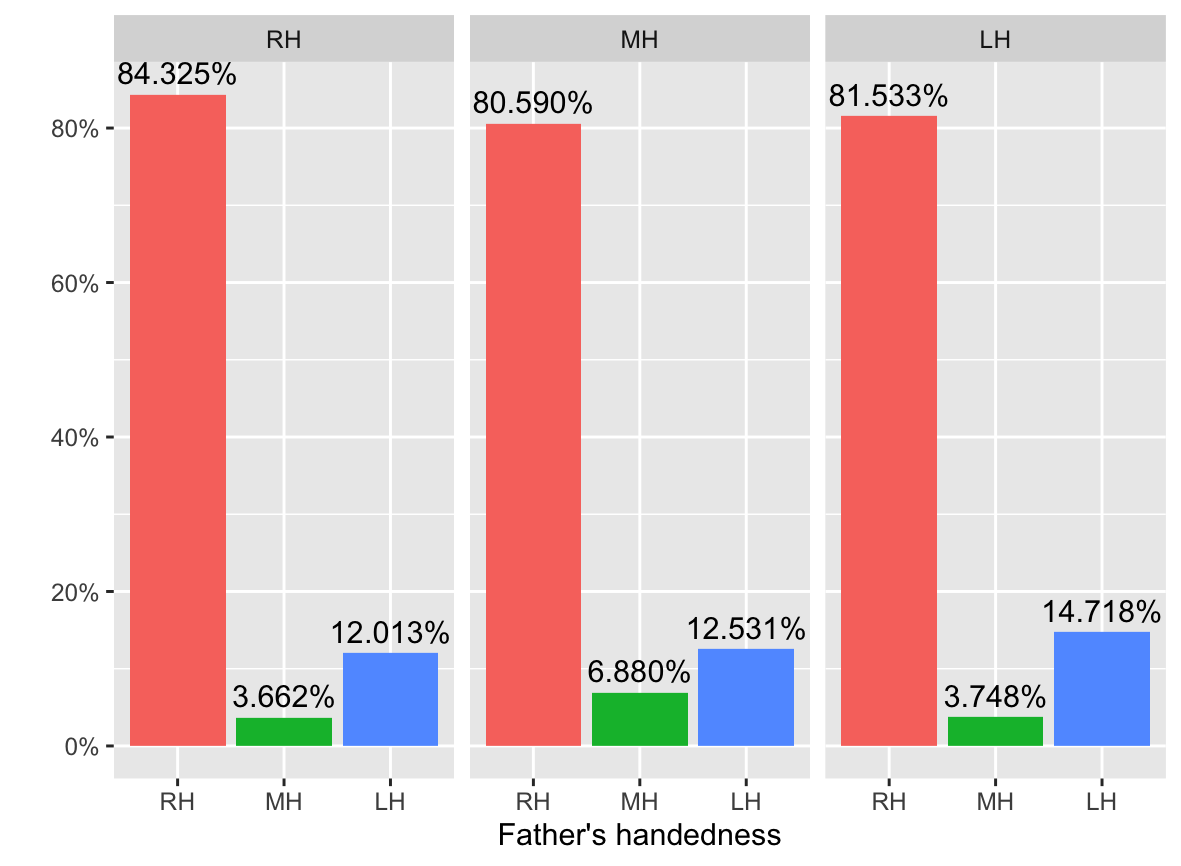 RH MH LH
84.325% 80.590% 81.533%
80%
60%
40%
20%
14.718%
12.013% 12.531%
6.880%
3.662% 3.748%
0%
RH MH LH RH MH LH RH MH LH
Father's handedness